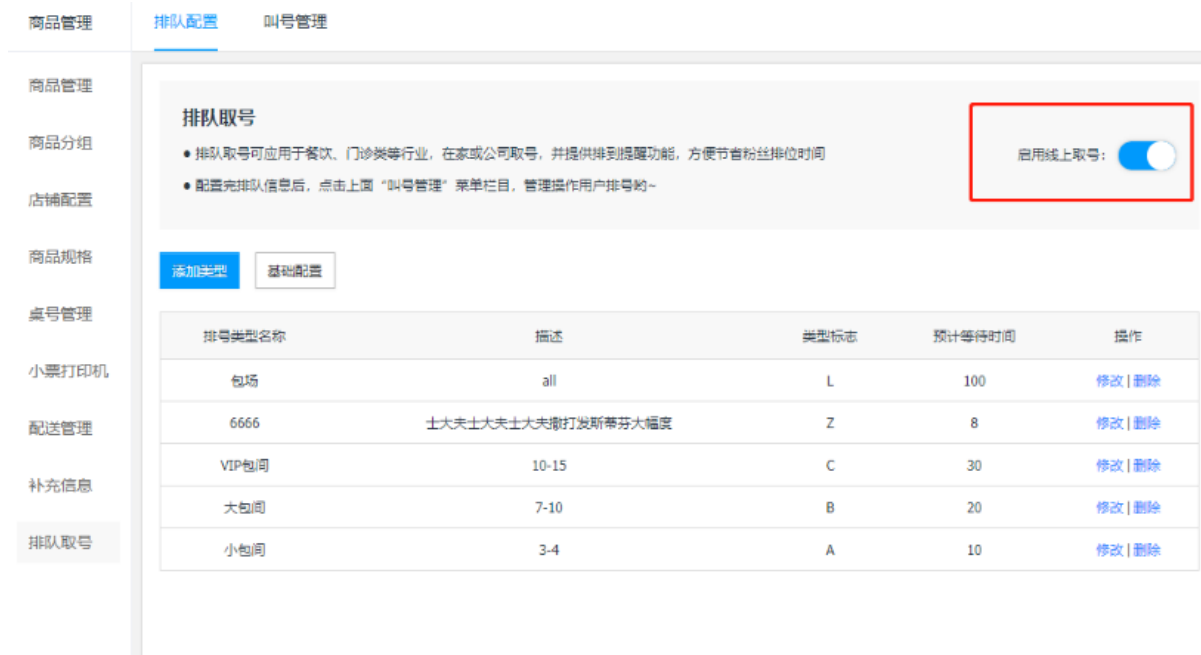 商品管理 排队配置 叫号管理
商品管理
商品分组
店铺配置
商品规格
桌号管理
小票打印机
配送管理
补充信息
排队取号
排队取号
● 排队取号可应用于餐饮、门诊类等行业，在家或公司取号，并提供排到提醒功能，方便节省粉丝排位时间
● 配置完排队信息后，点击上面“叫号管理”菜单栏目，管理操作用户排号哟~
启用线上取号：
添加类型 基础配置
排号类型名称 描述 类型标志 预计等待时间 操作
包场 all L 100 修改 | 删除
6666 士大夫士大夫士大夫撒打发斯蒂芬大幅度 Z 8 修改 | 删除
VIP包间 10-15 C 30 修改 | 删除
大包间 7-10 B 20 修改 | 删除
小包间 3-4 A 10 修改 | 删除